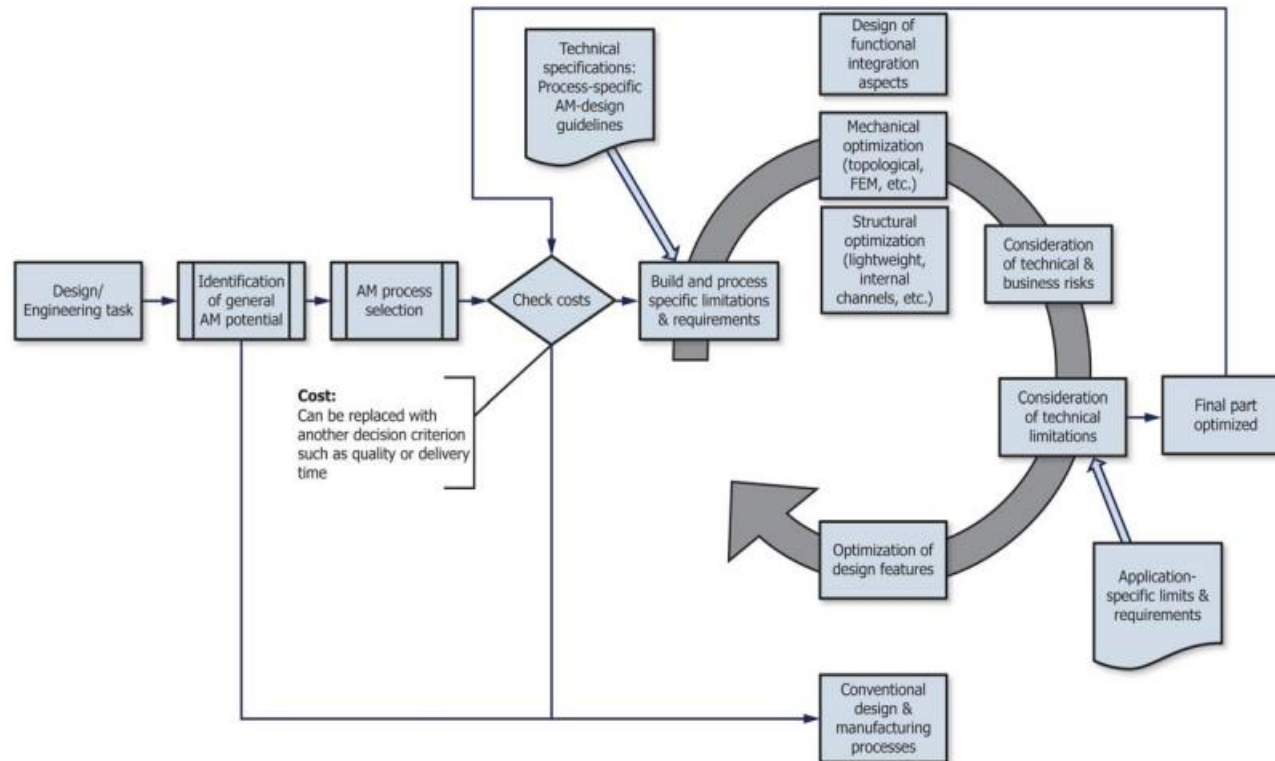 Technical
specifications:
Process-specific
AM-design
guidelines
Design of
functional
integration
aspects
Mechanical
optimization
(topological,
FEM, etc.)
Structural
optimization
(lightweight,
internal
channels, etc.)
Consideration
of technical &
business risks
Design/
Engineering task
Identification
of general
AM potential
AM process
selection
Check costs
Build and process
specific limitations
& requirements
Cost:
Can be replaced with
another decision criterion
such as quality or delivery
time
Consideration
of technical
limitations
Final part
optimized
Optimization of
design features
Application-
specific limits &
requirements
Conventional
design &
manufacturing
processes